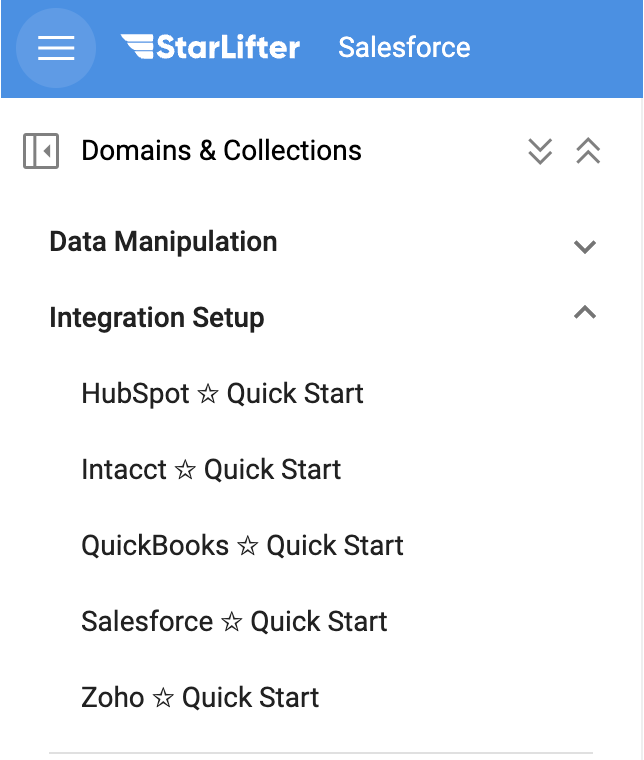 StarLifter Salesforce
Domains & Collections
Data Manipulation
Integration Setup
HubSpot ☆ Quick Start
Intacct ☆ Quick Start
QuickBooks ☆ Quick Start
Salesforce ☆ Quick Start
Zoho ☆ Quick Start